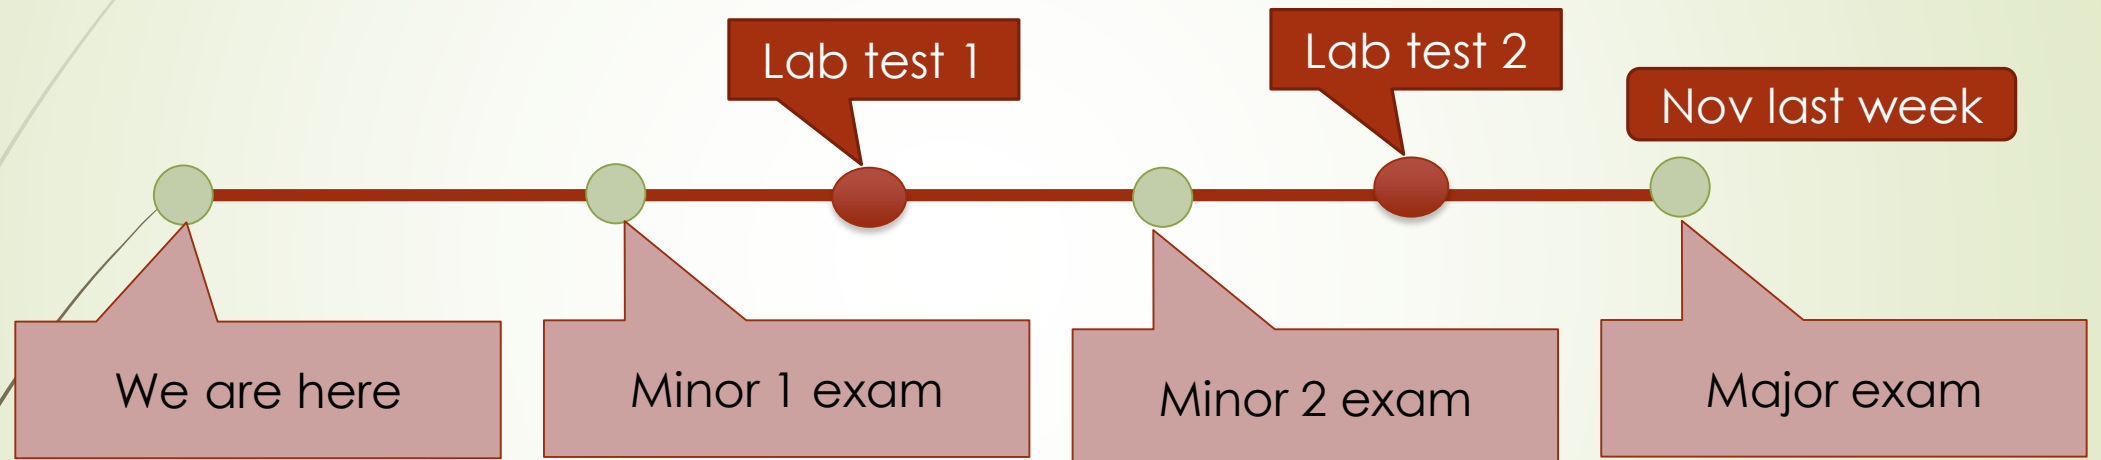 Lab test 1
Lab test 2
Nov last week
We are here
Minor 1 exam
Minor 2 exam
Major exam